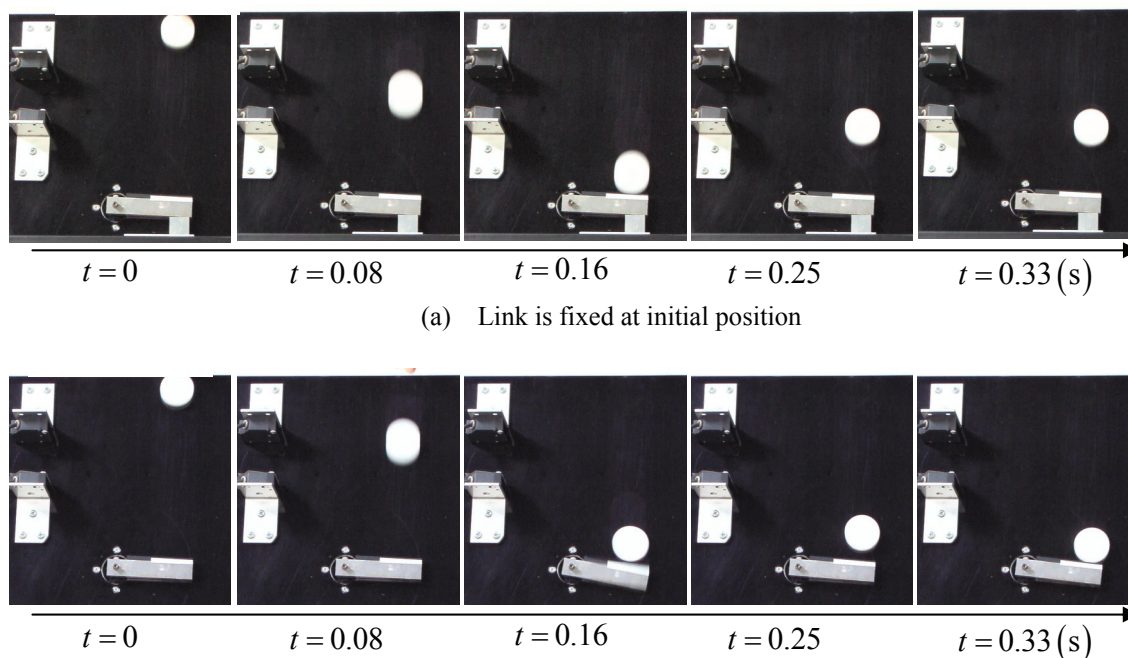 t = 0 t = 0.08 t = 0.16 t = 0.25 t = 0.33 (s)
(a) Link is fixed at initial position
t = 0 t = 0.08 t = 0.16 t = 0.25 t = 0.33 (s)